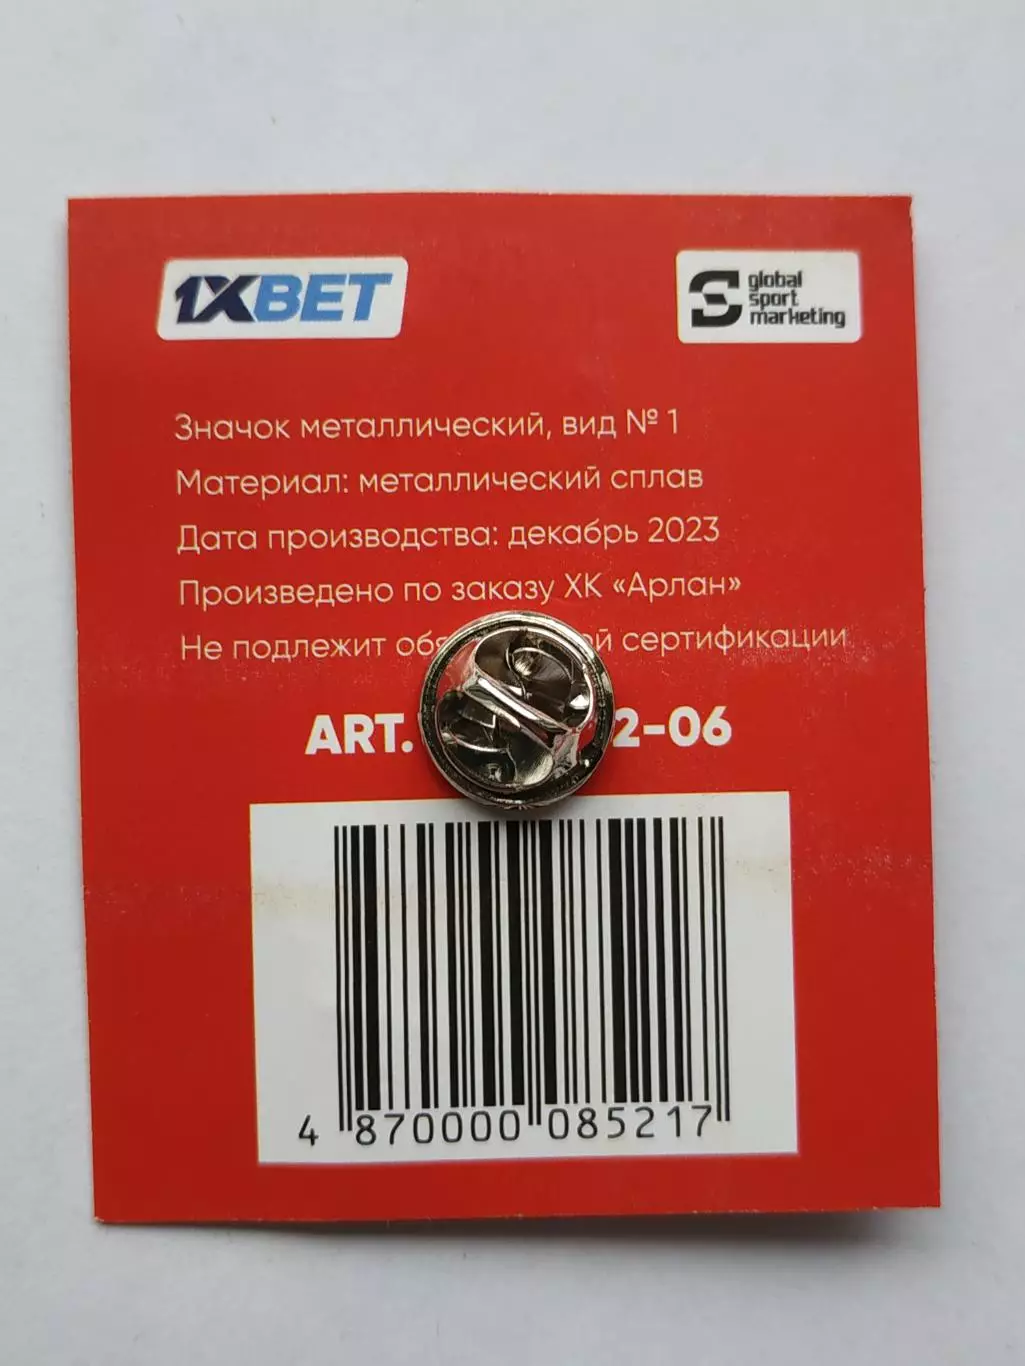 1XBET
global
sport
marketing
Значок металлический, вид № 1
Материал: металлический сплав
Дата производства: декабрь 2023
Произведено по заказу ХК «Арлан»
Не подлежит сертификации
ART. 2-06
4 870000 085217